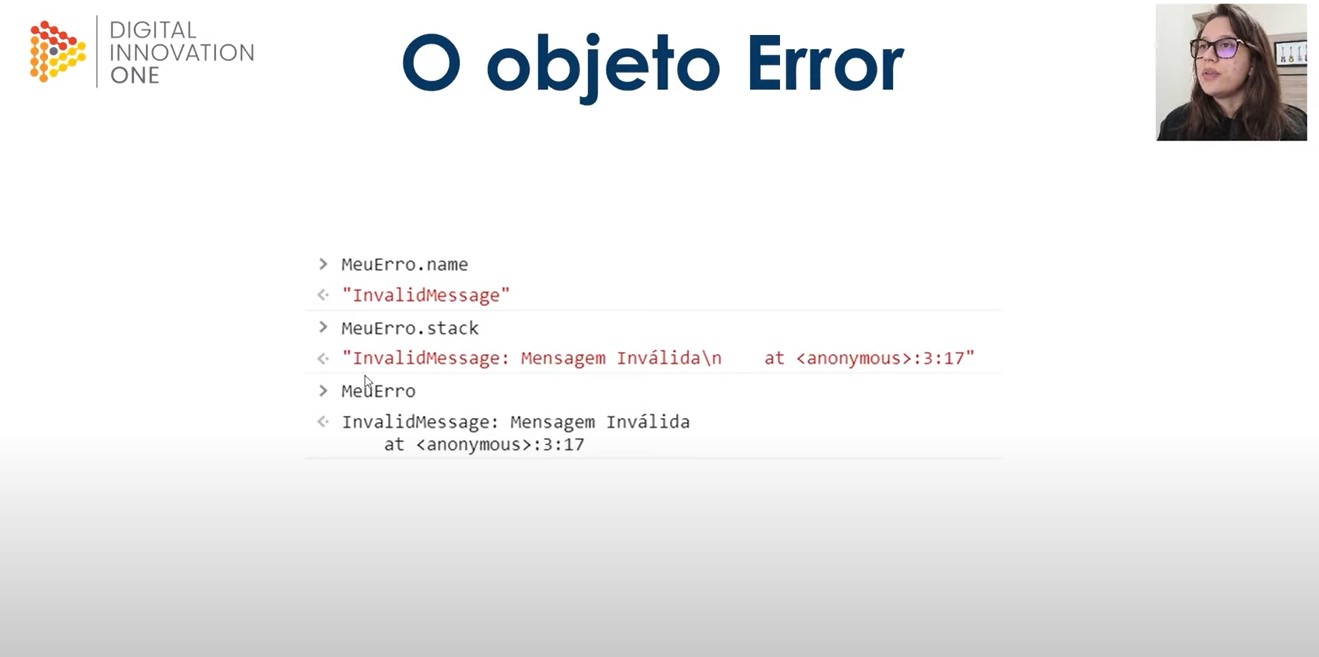 DIGITAL
INNOVATION
ONE
O objeto Error
> MeuErro.name
"InvalidMessage"
> MeuErro.stack
"InvalidMessage: Mensagem Inválida\n    at <anonymous>:3:17"
> MeuErro
InvalidMessage: Mensagem Inválida
    at <anonymous>:3:17